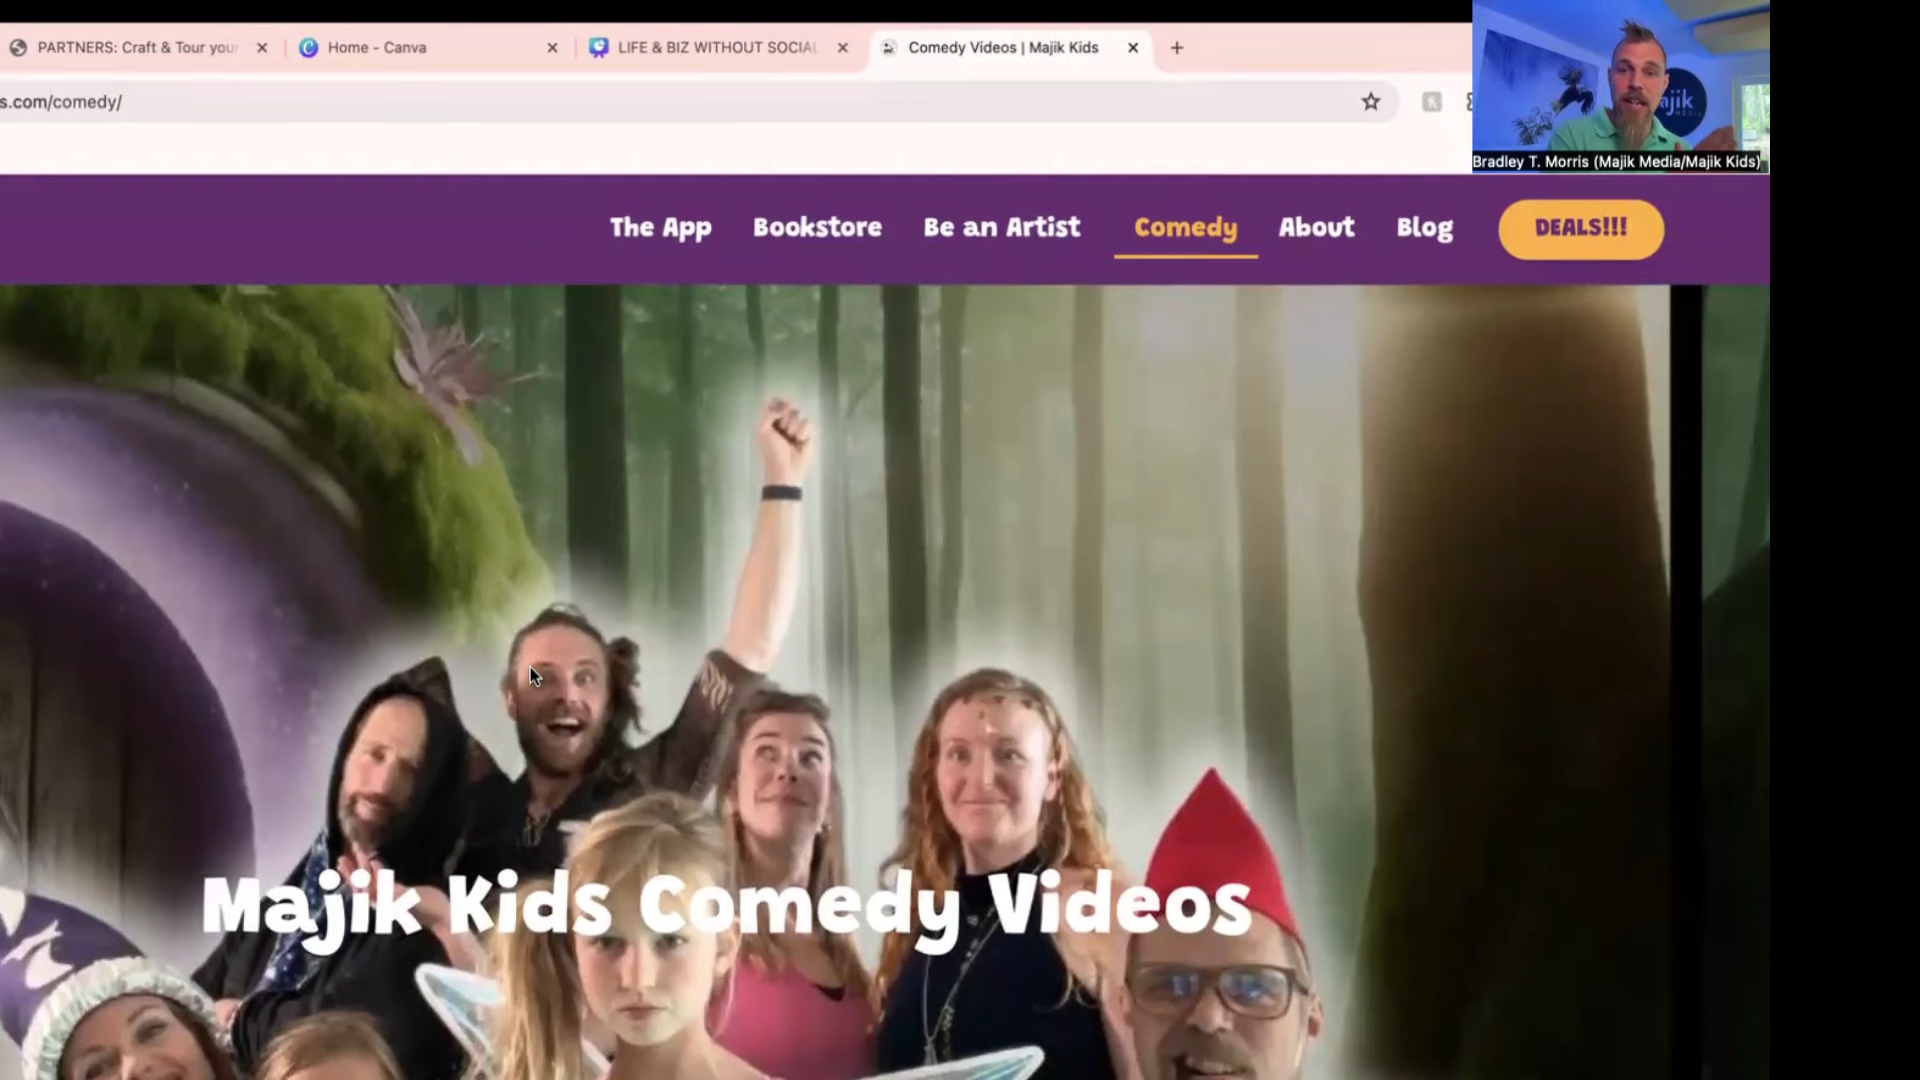 PARTNERS: Craft & Tour your
Home - Canva
LIFE & BIZ WITHOUT SOCIAL
Comedy Videos | Majik Kids
s.com/comedy/
ajik
Bradley T. Morris (Majik Media/Majik Kids)
The App
Bookstore
Be an Artist
Comedy
About
Blog
DEALS!!!
Majik Kids Comedy Videos